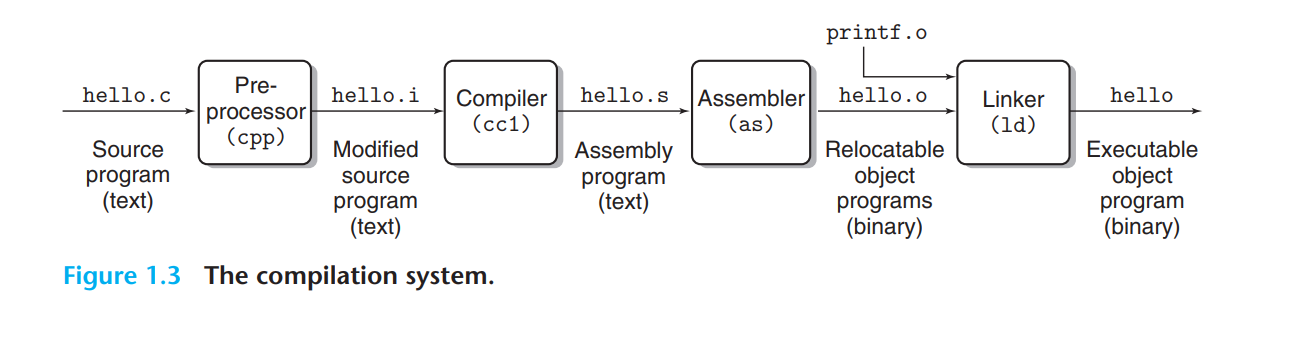 printf.o
hello.c
Pre-
processor
(cpp)
hello.i
Compiler
(cc1)
hello.s
Assembler
(as)
hello.o
Linker
(ld)
hello
Source
program
(text)
Modified
source
program
(text)
Assembly
program
(text)
Relocatable
object
programs
(binary)
Executable
object
program
(binary)
Figure 1.3 The compilation system.